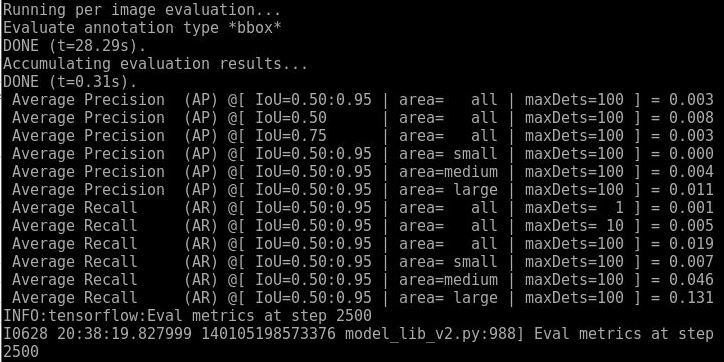 Running per image evaluation...
Evaluate annotation type *bbox*
DONE (t=28.29s).
Accumulating evaluation results...
DONE (t=0.31s).
 Average Precision  (AP) @[ IoU=0.50:0.95 | area=   all | maxDets=100 ] = 0.003
 Average Precision  (AP) @[ IoU=0.50      | area=   all | maxDets=100 ] = 0.008
 Average Precision  (AP) @[ IoU=0.75      | area=   all | maxDets=100 ] = 0.003
 Average Precision  (AP) @[ IoU=0.50:0.95 | area= small | maxDets=100 ] = 0.000
 Average Precision  (AP) @[ IoU=0.50:0.95 | area=medium | maxDets=100 ] = 0.004
 Average Precision  (AP) @[ IoU=0.50:0.95 | area= large | maxDets=100 ] = 0.011
 Average Recall     (AR) @[ IoU=0.50:0.95 | area=   all | maxDets=  1 ] = 0.001
 Average Recall     (AR) @[ IoU=0.50:0.95 | area=   all | maxDets= 10 ] = 0.005
 Average Recall     (AR) @[ IoU=0.50:0.95 | area=   all | maxDets=100 ] = 0.019
 Average Recall     (AR) @[ IoU=0.50:0.95 | area= small | maxDets=100 ] = 0.007
 Average Recall     (AR) @[ IoU=0.50:0.95 | area=medium | maxDets=100 ] = 0.046
 Average Recall     (AR) @[ IoU=0.50:0.95 | area= large | maxDets=100 ] = 0.131
INFO:tensorflow:Eval metrics at step 2500
I0628 20:38:19.827999 140105198573376 model_lib_v2.py:988] Eval metrics at step
2500